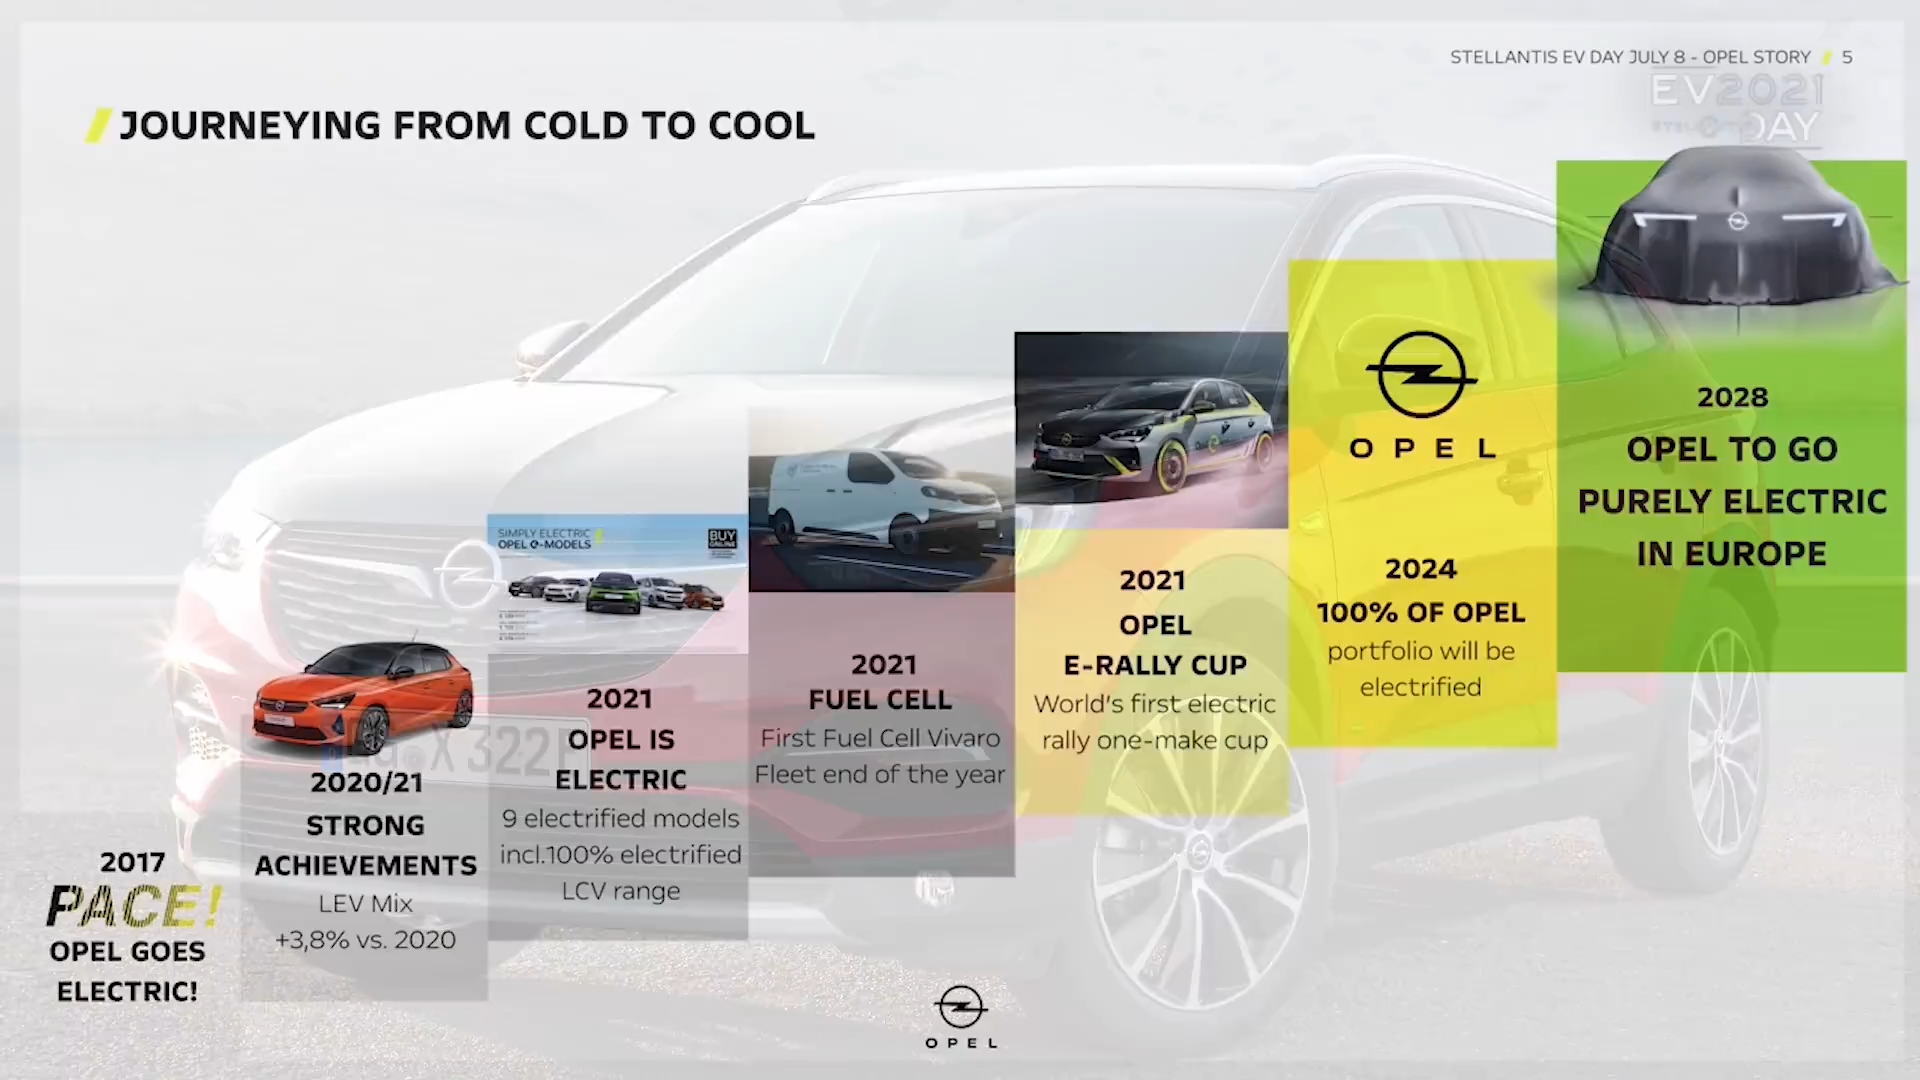 STELLANTIS EV DAY JULY 8 - OPEL STORY / 5
EV2021
DAY
JOURNEYING FROM COLD TO COOL
2017
PACE!
OPEL GOES
ELECTRIC!
2020/21
STRONG
ACHIEVEMENTS
LEV Mix
+3,8% vs. 2020
SIMPLY ELECTRIC
OPEL e-MODELS
BUY
ONLINE
2021
OPEL IS
ELECTRIC
9 electrified models
incl.100% electrified
LCV range
2021
FUEL CELL
First Fuel Cell Vivaro
Fleet end of the year
2021
OPEL
E-RALLY CUP
World's first electric
rally one-make cup
OPEL
2024
100% OF OPEL
portfolio will be
electrified
2028
OPEL TO GO
PURELY ELECTRIC
IN EUROPE
OPEL